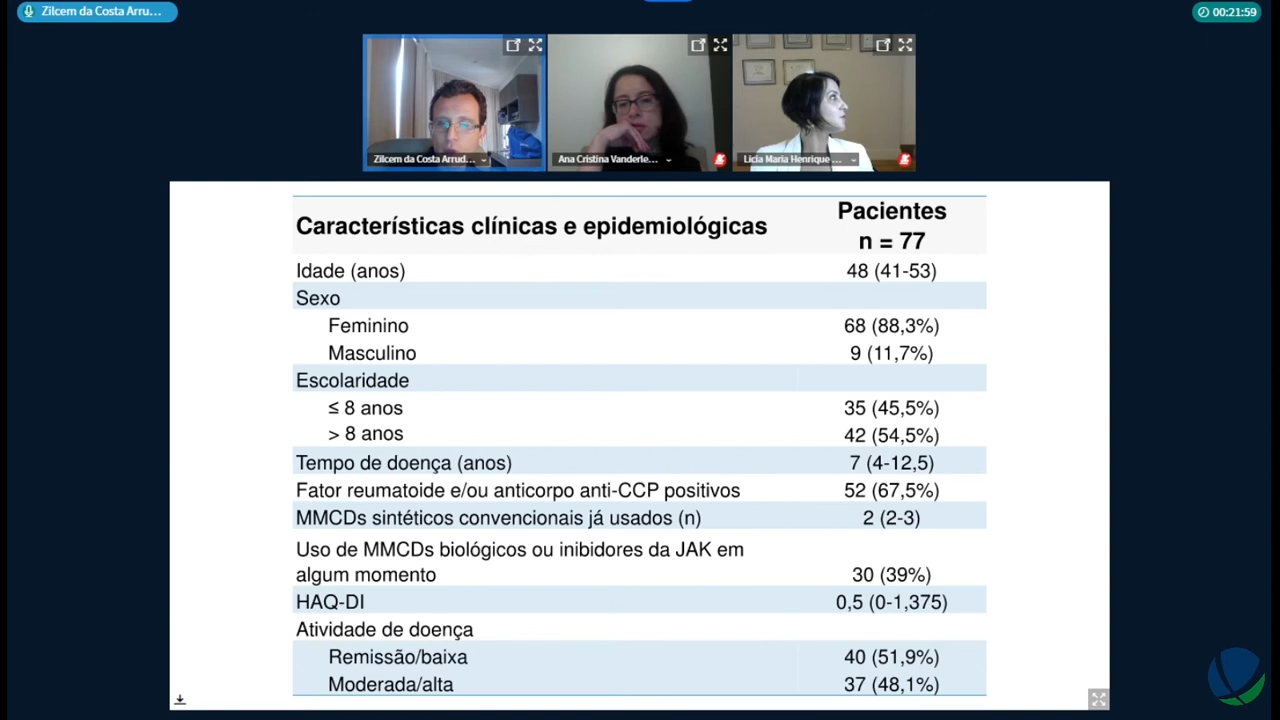 Zilcem da Costa Arru...
00:21:59
Zilcem da Costa Arrud...
Ana Cristina Vanderle...
Licia Maria Henrique ...
Características clínicas e epidemiológicas
Pacientes
n = 77
Idade (anos) 48 (41-53)
Sexo
Feminino 68 (88,3%)
Masculino 9 (11,7%)
Escolaridade
≤ 8 anos 35 (45,5%)
> 8 anos 42 (54,5%)
Tempo de doença (anos) 7 (4-12,5)
Fator reumatoide e/ou anticorpo anti-CCP positivos 52 (67,5%)
MMCDs sintéticos convencionais já usados (n) 2 (2-3)
Uso de MMCDs biológicos ou inibidores da JAK em
algum momento 30 (39%)
HAQ-DI 0,5 (0-1,375)
Atividade de doença
Remissão/baixa 40 (51,9%)
Moderada/alta 37 (48,1%)